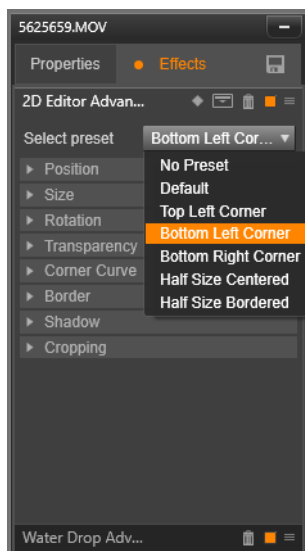 5625659.MOV
Properties
Effects
2D Editor Advan...
Select preset
Bottom Left Cor...
No Preset
Default
Top Left Corner
Bottom Left Corner
Bottom Right Corner
Half Size Centered
Half Size Bordered
Position
Size
Rotation
Transparency
Corner Curve
Border
Shadow
Cropping
Water Drop Adv...